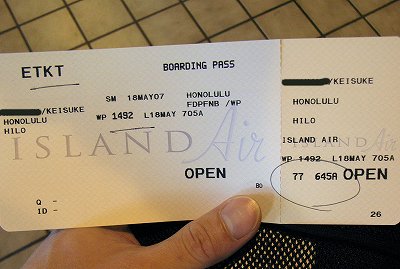 ETKT
BOARDING PASS
SM 18MAY07 HONOLULU
FDPFNB /WP
/KEISUKE
HONOLULU
HILO
WP 1492 L18MAY 705A
ISLAND Air
OPEN
BO
Q -
ID -
/KEISUKE
HONOLULU
HILO
ISLAND AIR
WP 1492 L18MAY 705A
77 645A OPEN
26